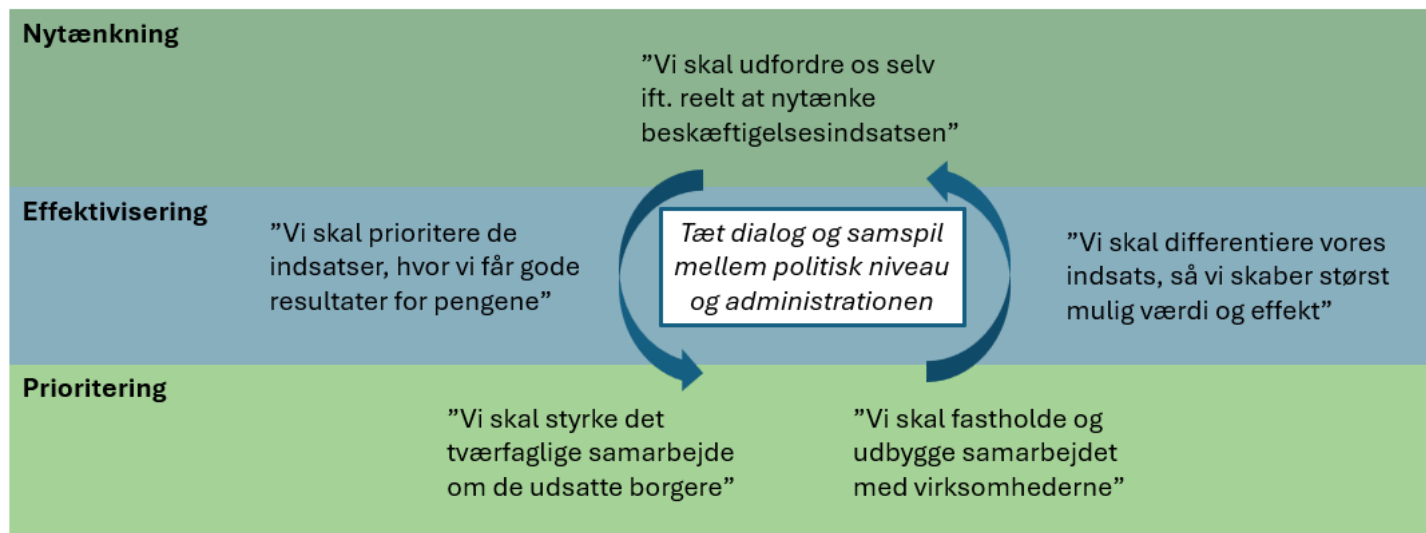 Nytænkning
”Vi skal udfordre os selv
ift. reelt at nytænke
beskæftigelsesindsatsen”
Effektivisering
”Vi skal prioritere de
indsatser, hvor vi får gode
resultater for pengene”
Tæt dialog og samspil
mellem politisk niveau
og administrationen
”Vi skal differentiere vores
indsats, så vi skaber størst
mulig værdi og effekt”
Prioritering
”Vi skal styrke det
tværfaglige samarbejde
om de udsatte borgere”
”Vi skal fastholde og
udbygge samarbejdet
med virksomhederne”